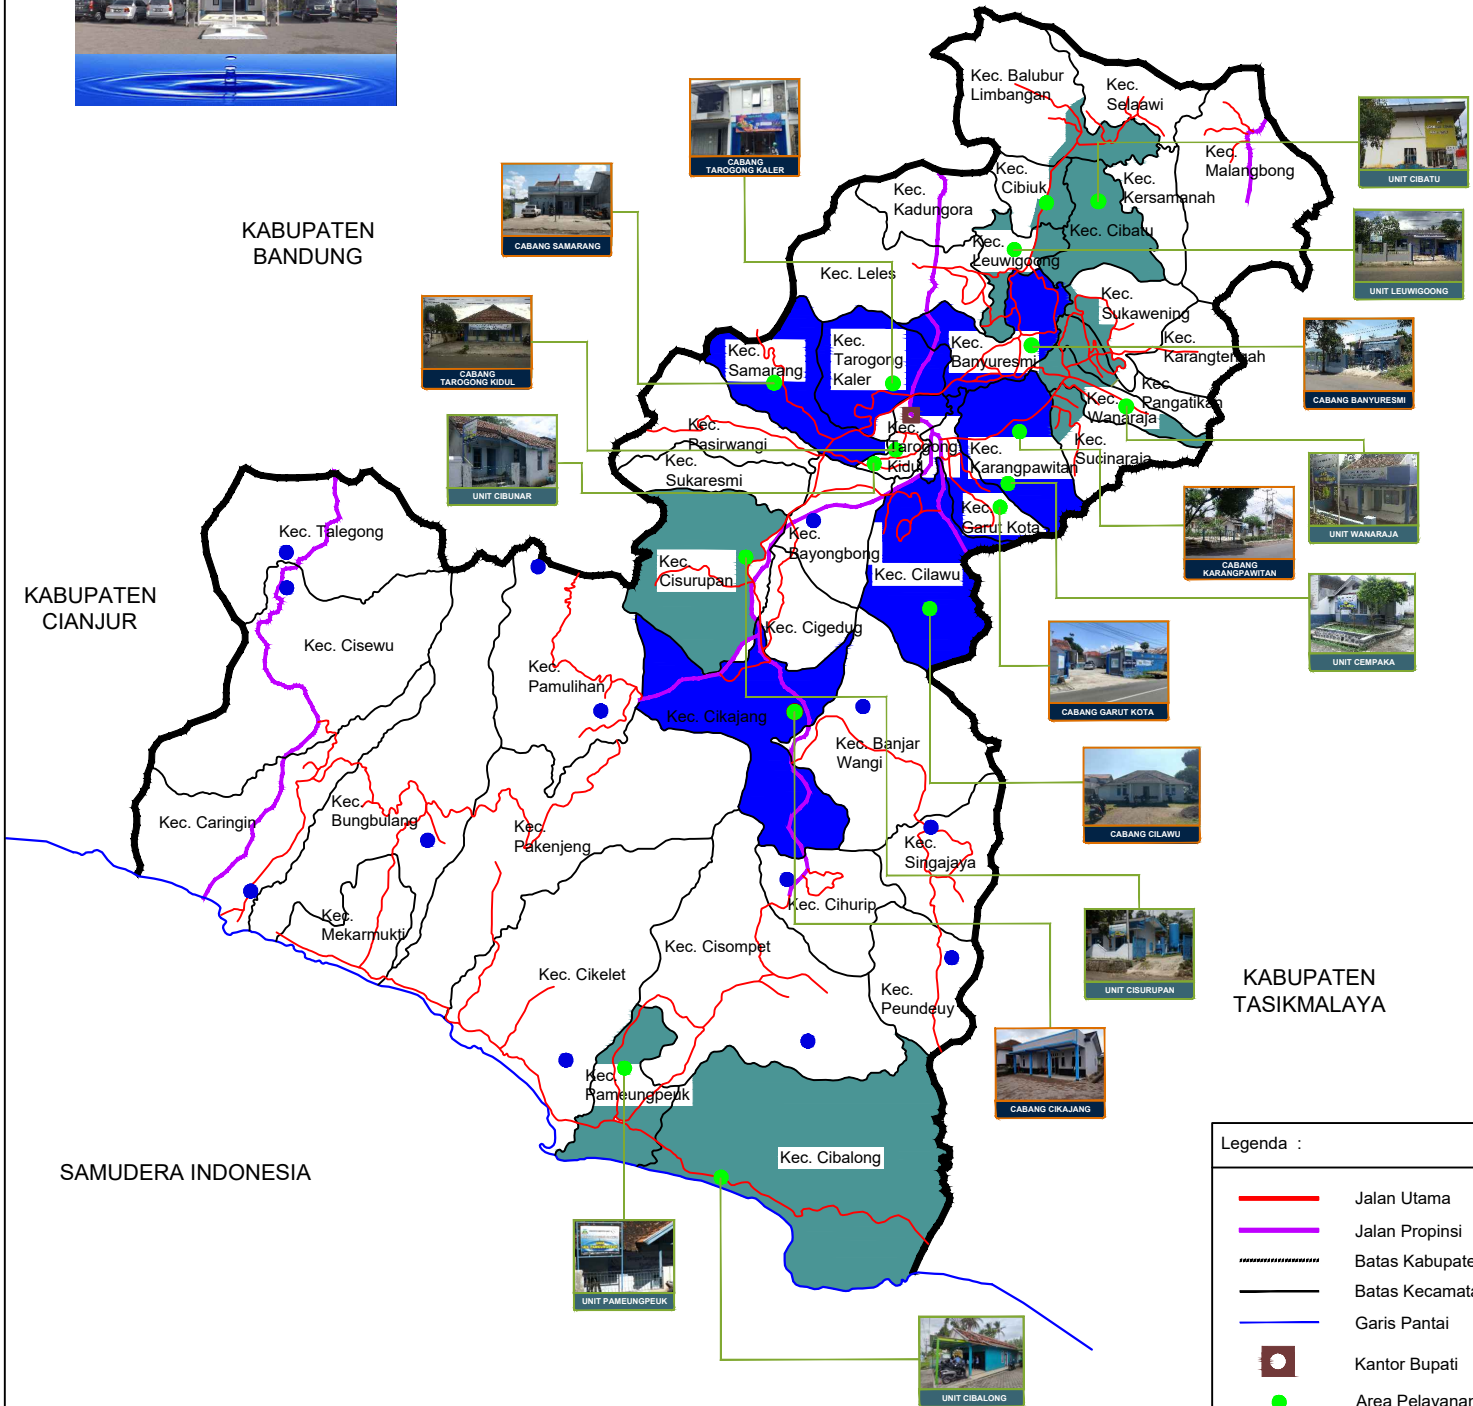 Kec. Balubur
Limbangan
Kec.
Selaawi
Kec.
Malangbong
CABANG
TAROGONG KALER
UNIT CIBATU
Kec.
Cibiuk
Kec.
Kersamanah
Kec.
Kadungora
KABUPATEN
BANDUNG
CABANG SAMARANG
Kec. Cibatu
Kec.
Leuwigoong
Kec. Leles
UNIT LEUWIGOONG
Kec.
Sukawening
CABANG
TAROGONG KIDUL
Kec.
Samarang
Kec.
Tarogong
Kaler
Kec.
Banyuresmi
Kec.
Karangtengah
CABANG BANYURESMI
Kec.
Pangatikan
Kec.
Wanaraja
Kec.
Pasirwangi
Kec.
Tarogong
Kidul
Kec.
Sucinaraja
Kec.
Karangpawitan
Kec.
Sukaresmi
UNIT CIBUNAR
Kec.
Garut Kota
UNIT WANARAJA
CABANG
KARANGPAWITAN
Kec. Talegong
Kec.
Bayongbong
Kec.
Cisurupan
Kec. Cilawu
KABUPATEN
CIANJUR
Kec. Cigedug
Kec. Cisewu
UNIT CEMPAKA
Kec.
Pamulihan
CABANG GARUT KOTA
Kec. Cikajang
Kec. Banjar
Wangi
Kec. Caringin
Kec.
Bungbulang
Kec.
Pakenjeng
CABANG CILAWU
Kec.
Singajaya
Kec.
Mekarmukti
Kec. Cihurip
Kec. Cisompet
Kec. Cikelet
UNIT CISURUPAN
KABUPATEN
TASIKMALAYA
Kec.
Peundeuy
Kec.
Pameungpeuk
CABANG CIKAJANG
SAMUDERA INDONESIA
Kec. Cibalong
UNIT PAMEUNGPEUK
UNIT CIBALONG
Legenda :
Jalan Utama
Jalan Propinsi
Batas Kabupate
Batas Kecamata
Garis Pantai
Kantor Bupati
Area Pelayanan